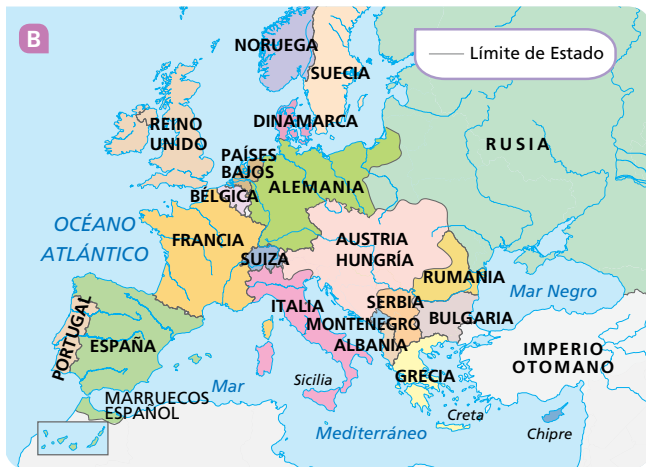 B
Límite de Estado
NORUEGA
SUECIA
DINAMARCA
REINO
UNIDO
RUSIA
PAÍSES
BAJOS
ALEMANIA
BÉLGICA
OCÉANO
ATLÁNTICO
FRANCIA
SUIZA
AUSTRIA
HUNGRÍA
RUMANIA
Mar Negro
ITALIA
SERBIA
MONTENEGRO
BULGARIA
ALBANIA
PORTUGAL
ESPAÑA
IMPERIO
OTOMANO
GRECIA
Sicilia
Mar
MARRUECOS
ESPAÑOL
Creta
Mediterráneo
Chipre